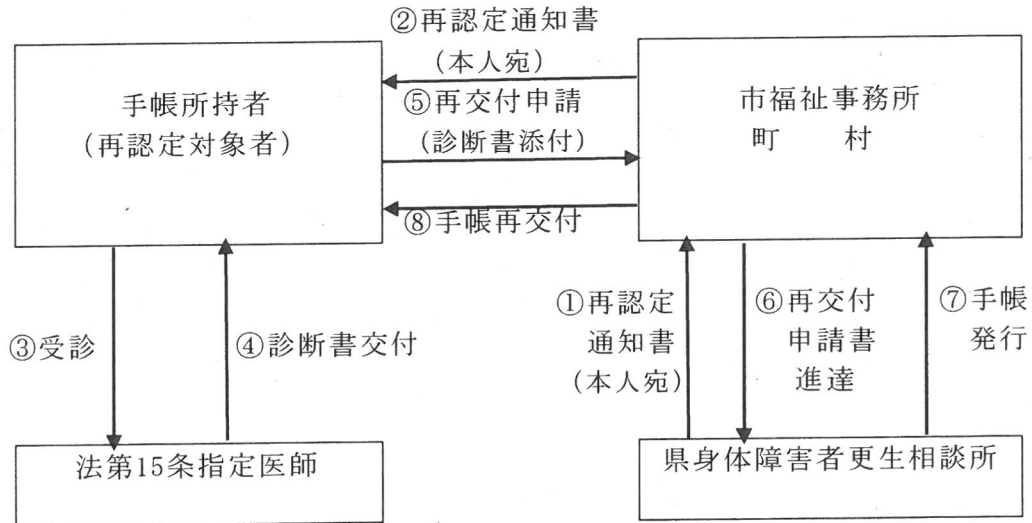 ②再認定通知書
(本人宛)
手帳所持者
(再認定対象者)
⑤再交付申請
(診断書添付)
市福祉事務所
町　　村
⑧手帳再交付
③受診
④診断書交付
①再認定
通知書
(本人宛)
⑥再交付
申請書
進達
⑦手帳
発行
法第15条指定医師
県身体障害者更生相談所